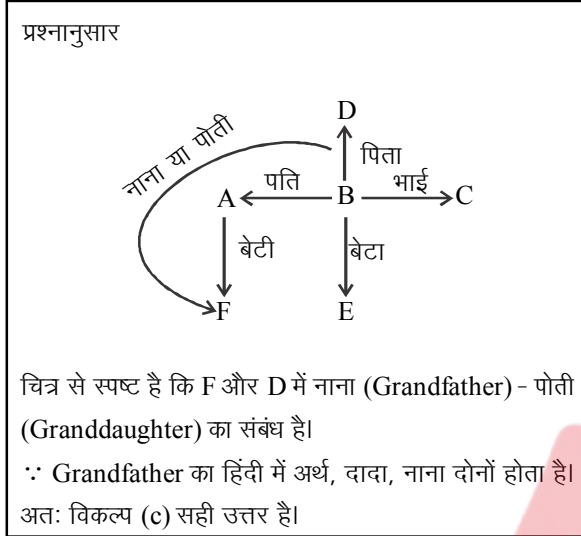 प्रश्नानुसार
D
नाना या पोती
पिता
पति
भाई
A
B
C
बेटी
बेटा
F
E
चित्र से स्पष्ट है कि F और D में नाना (Grandfather) - पोती
(Granddaughter) का संबंध है।
∵ Grandfather का हिंदी में अर्थ, दादा, नाना दोनों होता है।
अतः विकल्प (c) सही उत्तर है।